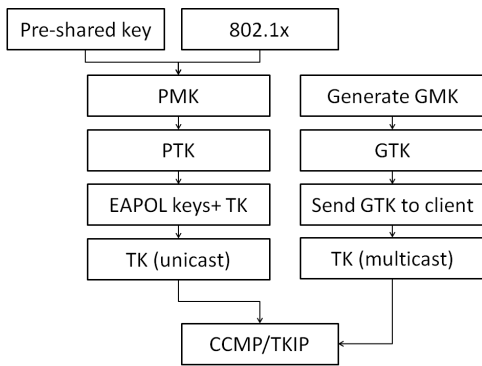 Pre-shared key
802.1x
PMK
Generate GMK
PTK
GTK
EAPOL keys+ TK
Send GTK to client
TK (unicast)
TK (multicast)
CCMP/TKIP